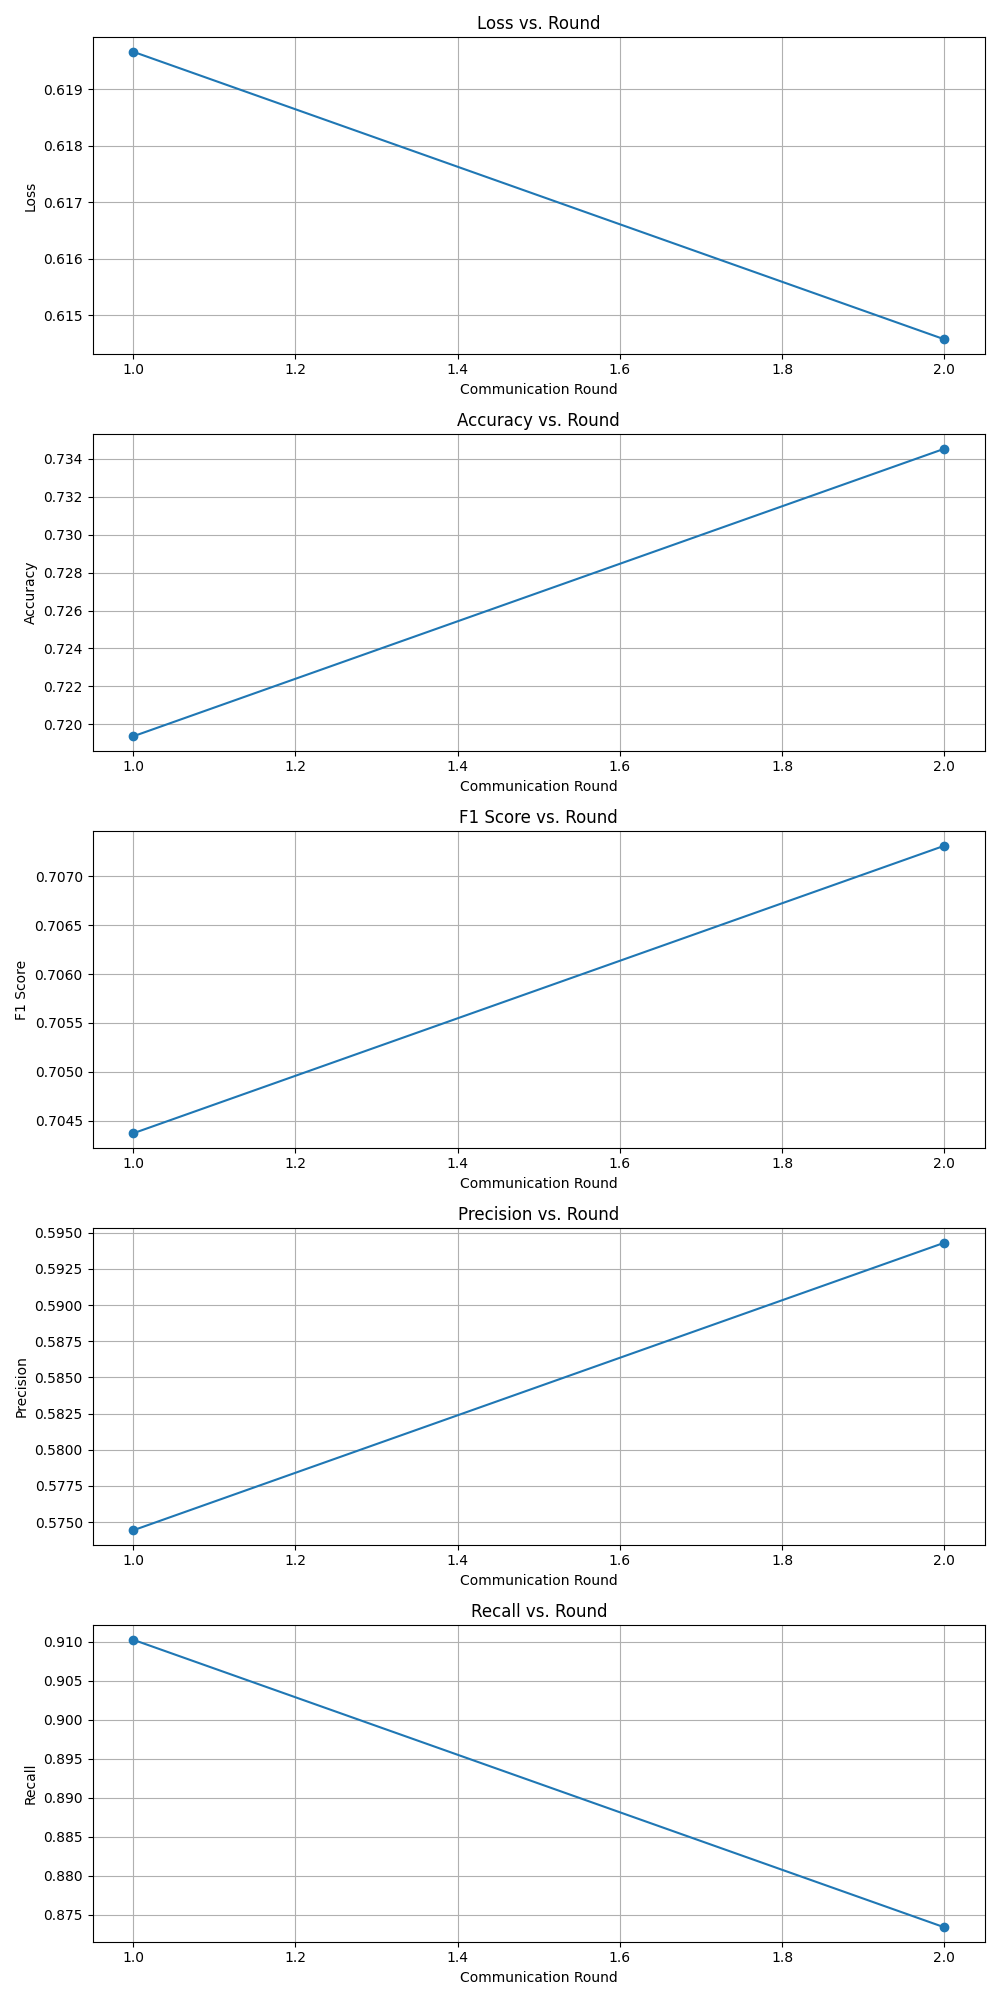 Loss vs. Round
0.619
0.618
0.617
0.616
0.615
Loss
1.0 1.2 1.4 1.6 1.8 2.0
Communication Round
Accuracy vs. Round
0.734
0.732
0.730
0.728
0.726
0.724
0.722
0.720
Accuracy
1.0 1.2 1.4 1.6 1.8 2.0
Communication Round
F1 Score vs. Round
0.7070
0.7065
0.7060
0.7055
0.7050
0.7045
F1 Score
1.0 1.2 1.4 1.6 1.8 2.0
Communication Round
Precision vs. Round
0.5950
0.5925
0.5900
0.5875
0.5850
0.5825
0.5800
0.5775
0.5750
Precision
1.0 1.2 1.4 1.6 1.8 2.0
Communication Round
Recall vs. Round
0.910
0.905
0.900
0.895
0.890
0.885
0.880
0.875
Recall
1.0 1.2 1.4 1.6 1.8 2.0
Communication Round